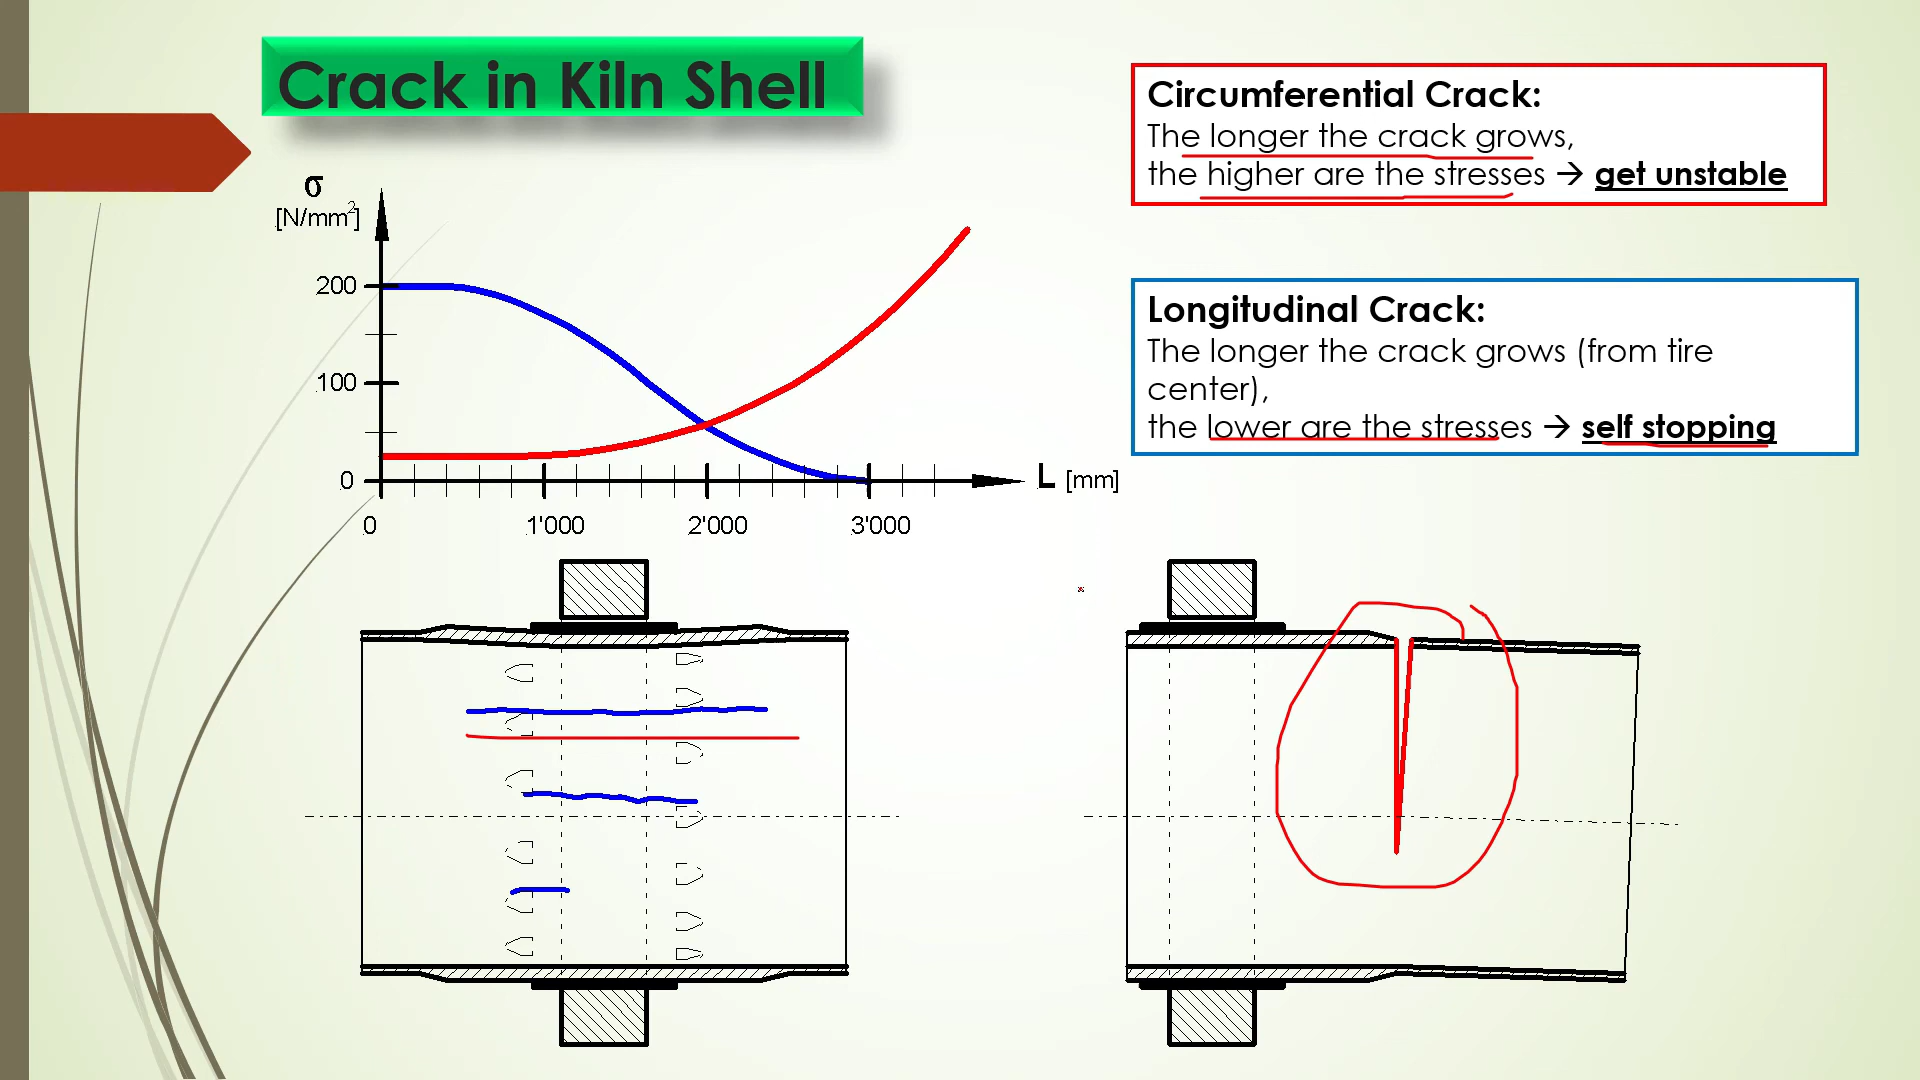 Crack in Kiln Shell
Circumferential Crack:
The longer the crack grows,
the higher are the stresses → get unstable
σ
[N/mm²]
200
100
0
L [mm]
0 1'000 2'000 3'000
Longitudinal Crack:
The longer the crack grows (from tire
center),
the lower are the stresses → self stopping